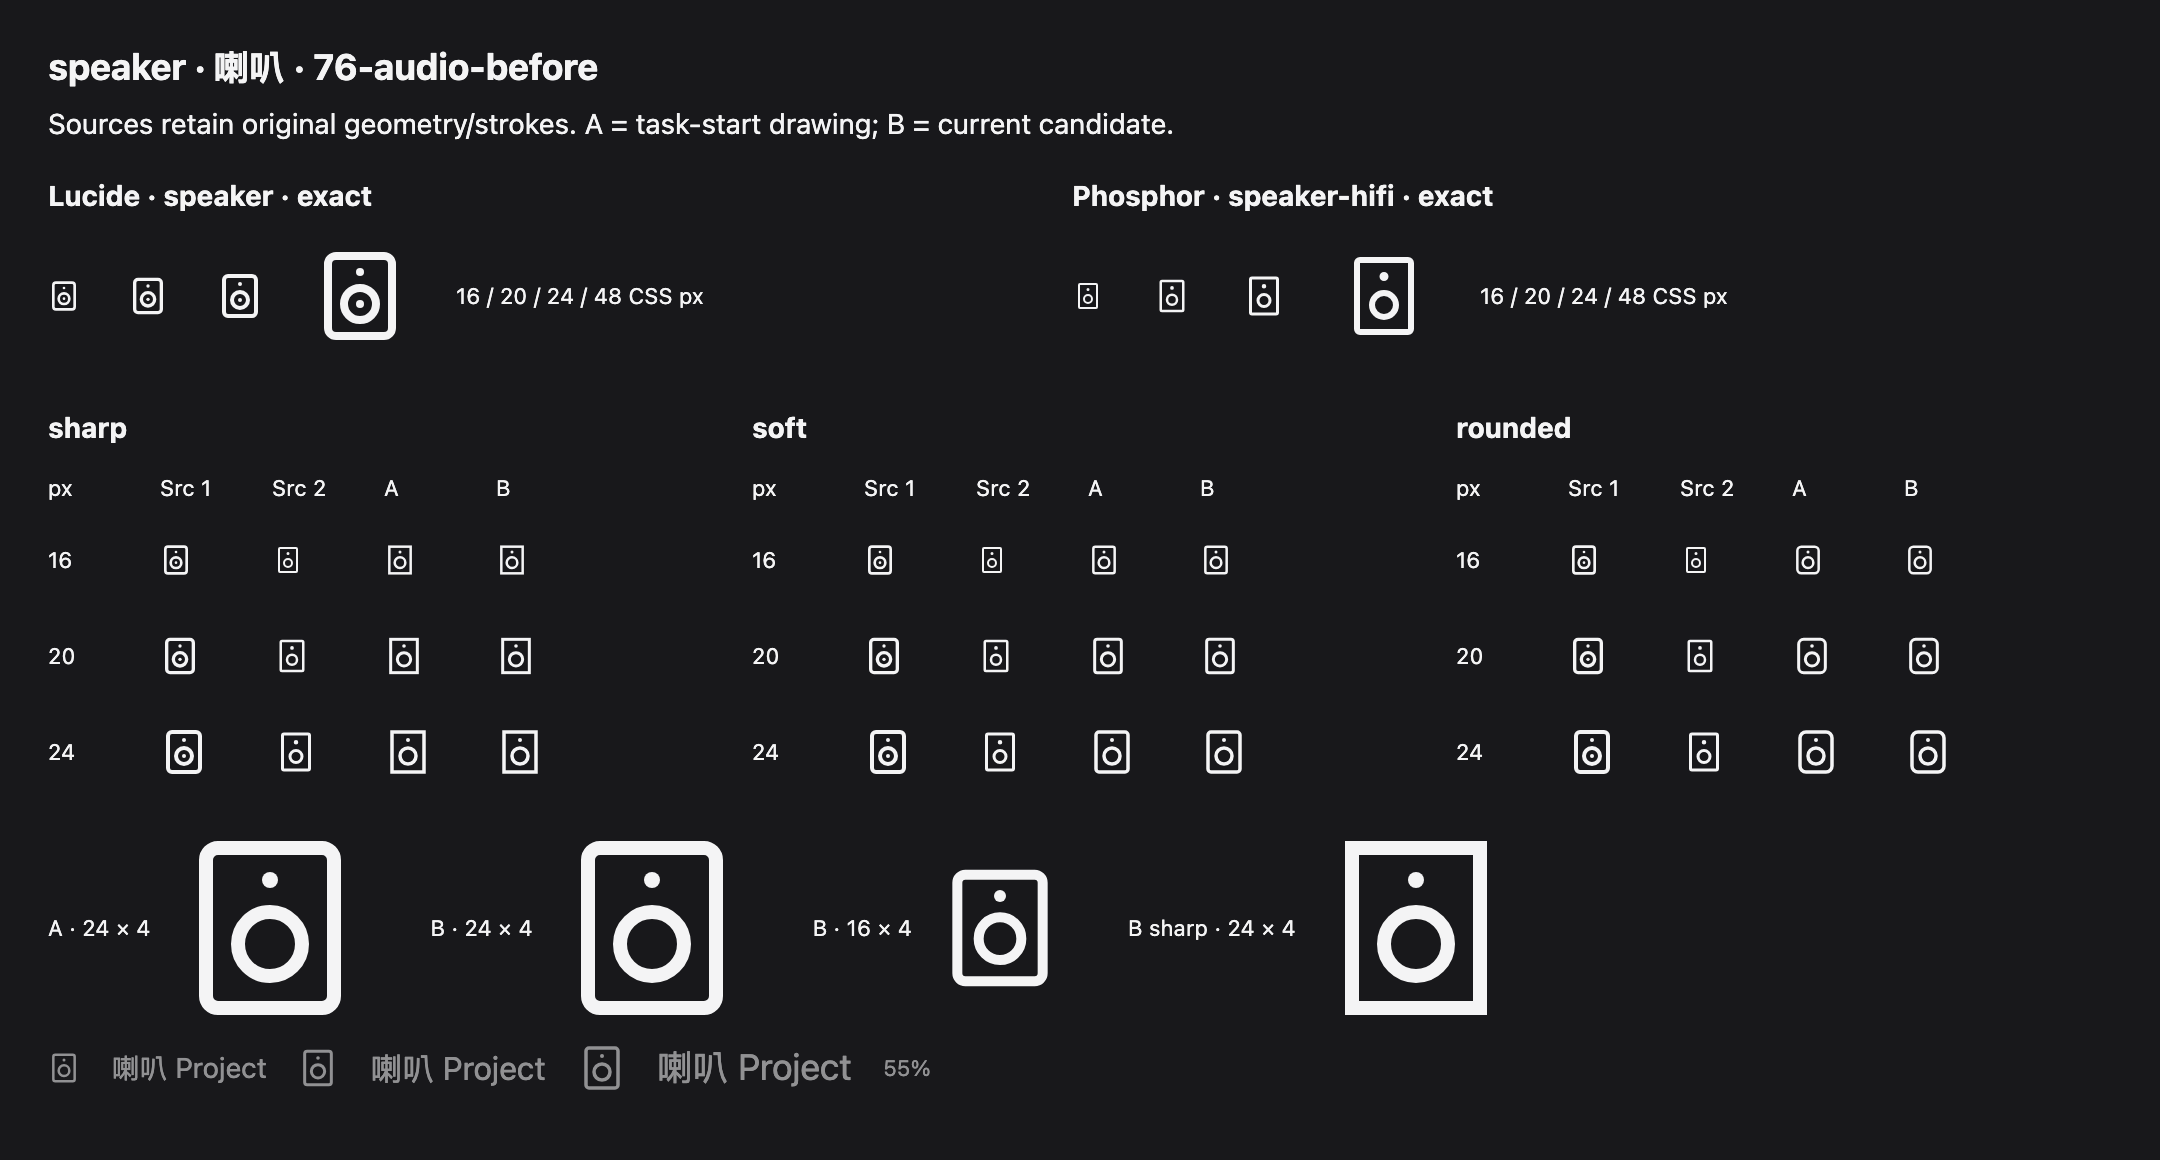 speaker · 喇叭 · 76-audio-before
Sources retain original geometry/strokes. A = task-start drawing; B = current candidate.
Lucide · speaker · exact
Phosphor · speaker-hifi · exact
16 / 20 / 24 / 48 CSS px
16 / 20 / 24 / 48 CSS px
sharp
soft
rounded
px Src 1 Src 2 A B
px Src 1 Src 2 A B
px Src 1 Src 2 A B
16
16
16
20
20
20
24
24
24
A · 24 × 4
B · 24 × 4
B · 16 × 4
B sharp · 24 × 4
喇叭 Project
喇叭 Project
喇叭 Project
55%